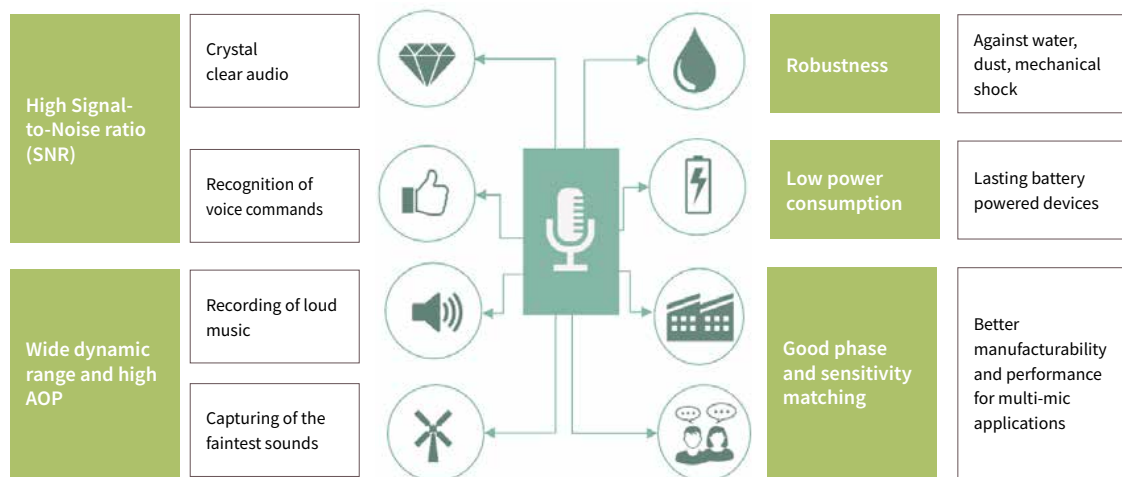 High Signal-
to-Noise ratio
(SNR)
Crystal
clear audio
Recognition of
voice commands
Wide dynamic
range and high
AOP
Recording of loud
music
Capturing of the
faintest sounds
Robustness
Against water,
dust, mechanical
shock
Low power
consumption
Lasting battery
powered devices
Good phase
and sensitivity
matching
Better
manufacturability
and performance
for multi-mic
applications